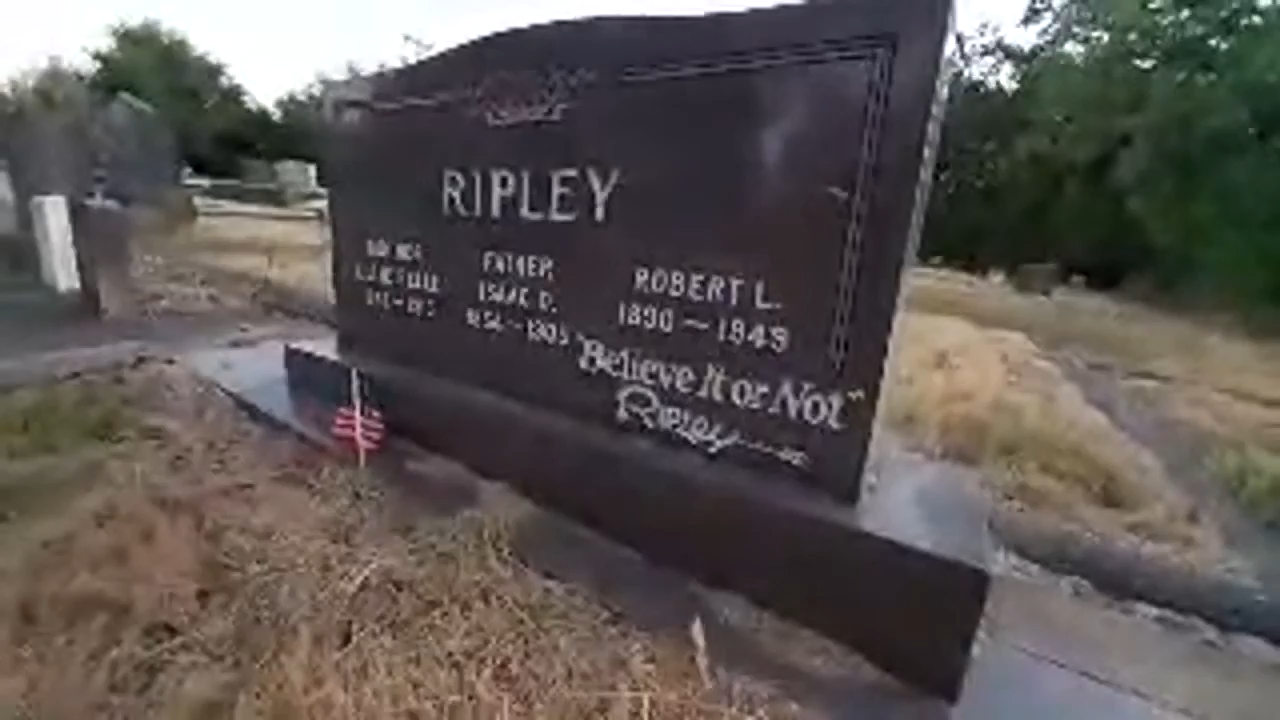 RIPLEY
FATHER
ISAAC D.
ROBERT L.
1890 — 1949
"Believe It or Not"
Ripley